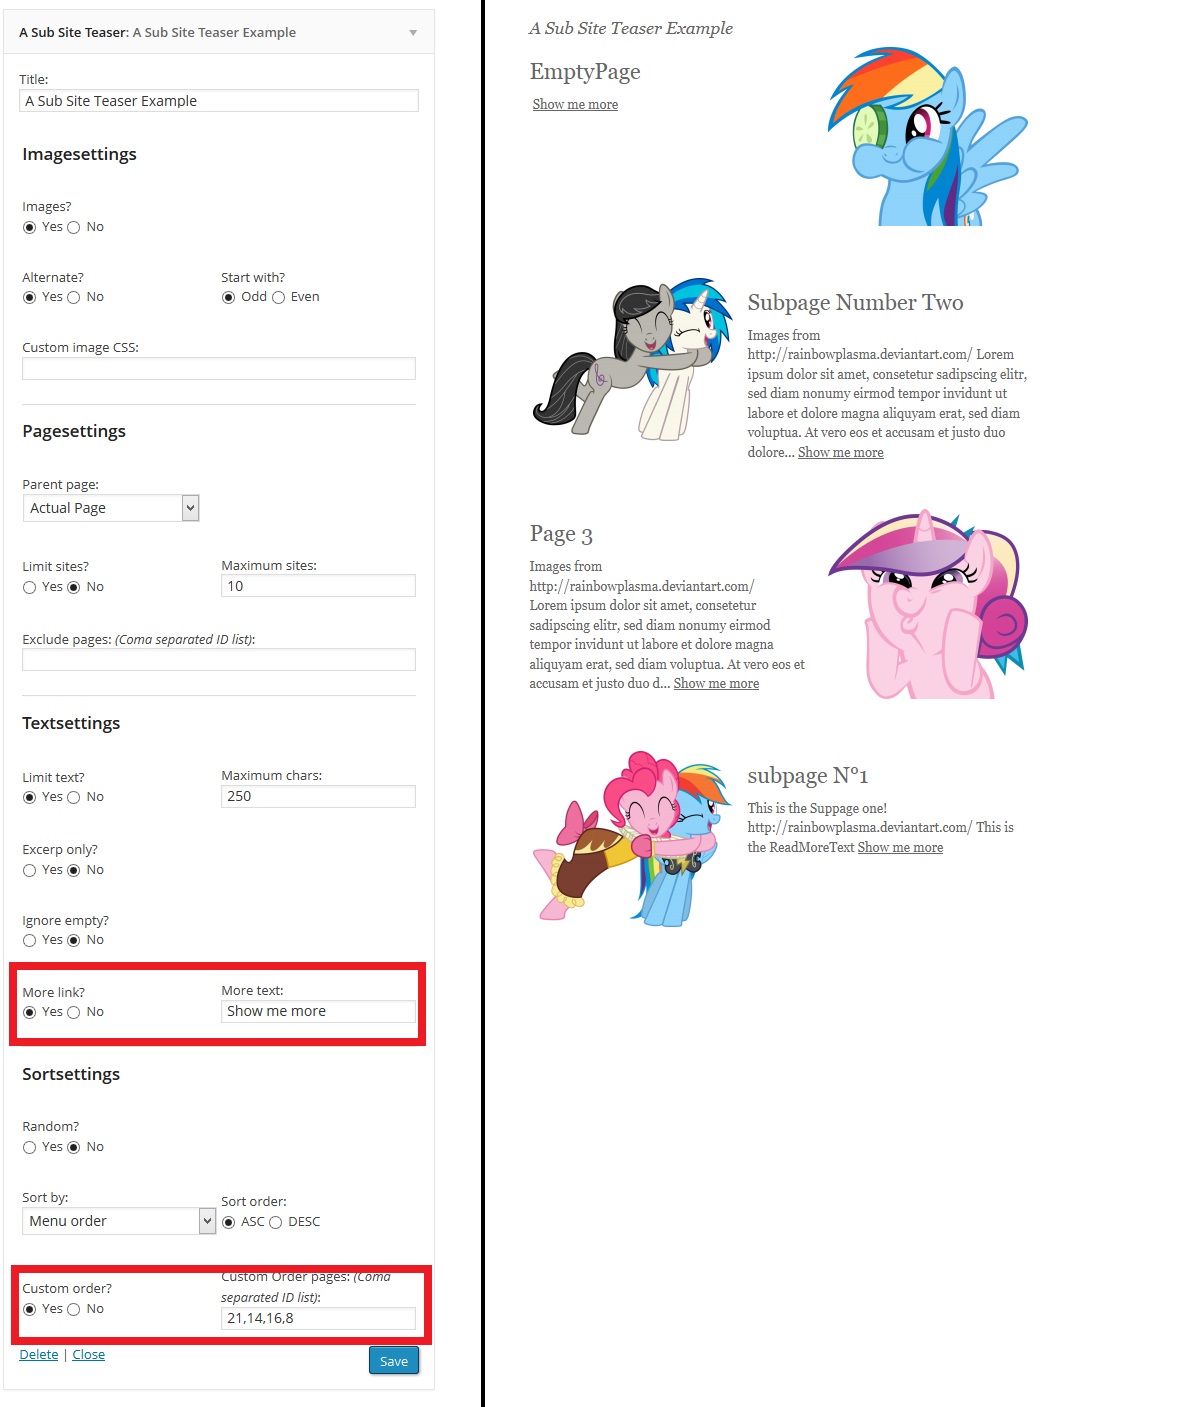 A Sub Site Teaser: A Sub Site Teaser Example
Title:
A Sub Site Teaser Example
Imagesettings
Images?
Yes No
Alternate?
Start with?
Yes No
Odd Even
Custom image CSS:
Pagesettings
Parent page:
Actual Page
Limit sites?
Maximum sites:
Yes No
10
Exclude pages: (Coma separated ID list):
Textsettings
Limit text?
Maximum chars:
Yes No
250
Excerp only?
Yes No
Ignore empty?
Yes No
More link?
More text:
Yes No
Show me more
Sortsettings
Random?
Yes No
Sort by:
Sort order:
Menu order
ASC DESC
Custom order?
Custom Order pages: (Coma
separated ID list):
Yes No
21,14,16,8
Delete | Close
Save
A Sub Site Teaser Example
EmptyPage
Show me more
Subpage Number Two
Images from
http://rainbowplasma.deviantart.com/ Lorem
ipsum dolor sit amet, consetetur sadipscing elitr,
sed diam nonumy eirmod tempor invidunt ut
labore et dolore magna aliquyam erat, sed diam
voluptua. At vero eos et accusam et justo duo
dolore... Show me more
Page 3
Images from
http://rainbowplasma.deviantart.com/
Lorem ipsum dolor sit amet, consetetur
sadipscing elitr, sed diam nonumy eirmod
tempor invidunt ut labore et dolore magna
aliquyam erat, sed diam voluptua. At vero eos et
accusam et justo duo d... Show me more
subpage N°1
This is the Suppage one!
http://rainbowplasma.deviantart.com/ This is
the ReadMoreText Show me more